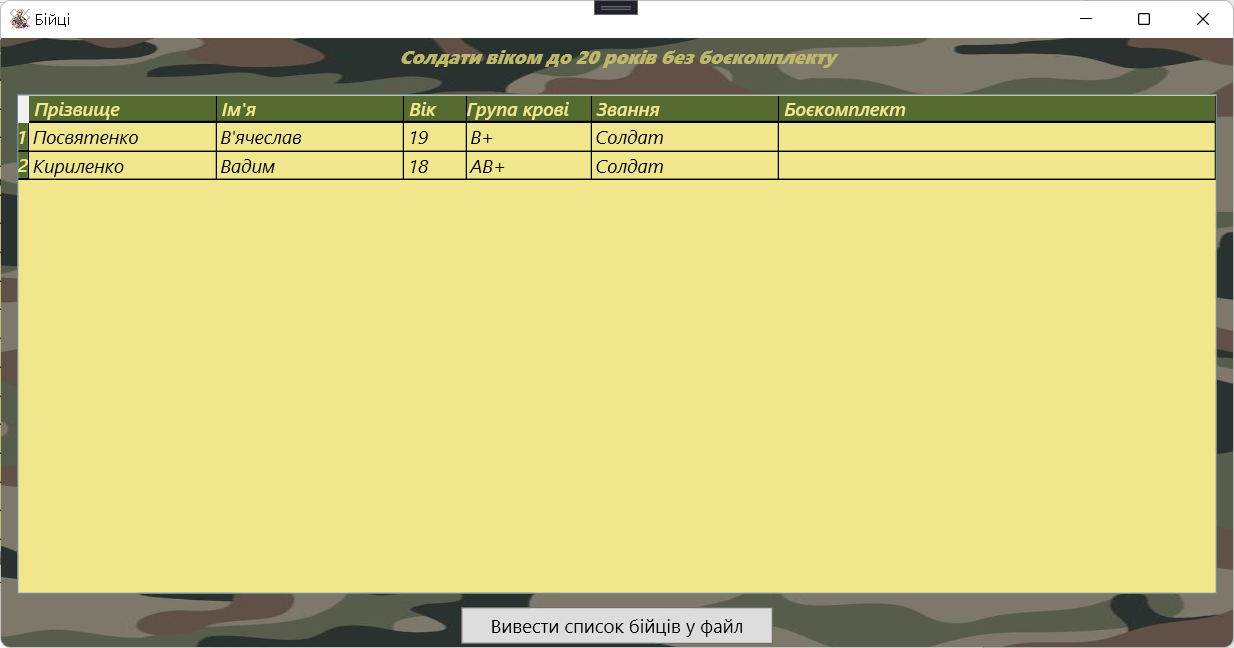 Бійці
Солдати віком до 20 років без боєкомплекту
Прізвище Ім'я Вік Група крові Звання Боєкомплект
1 Посвятенко В'ячеслав 19 B+ Солдат
2 Кириленко Вадим 18 AB+ Солдат
Вивести список бійців у файл